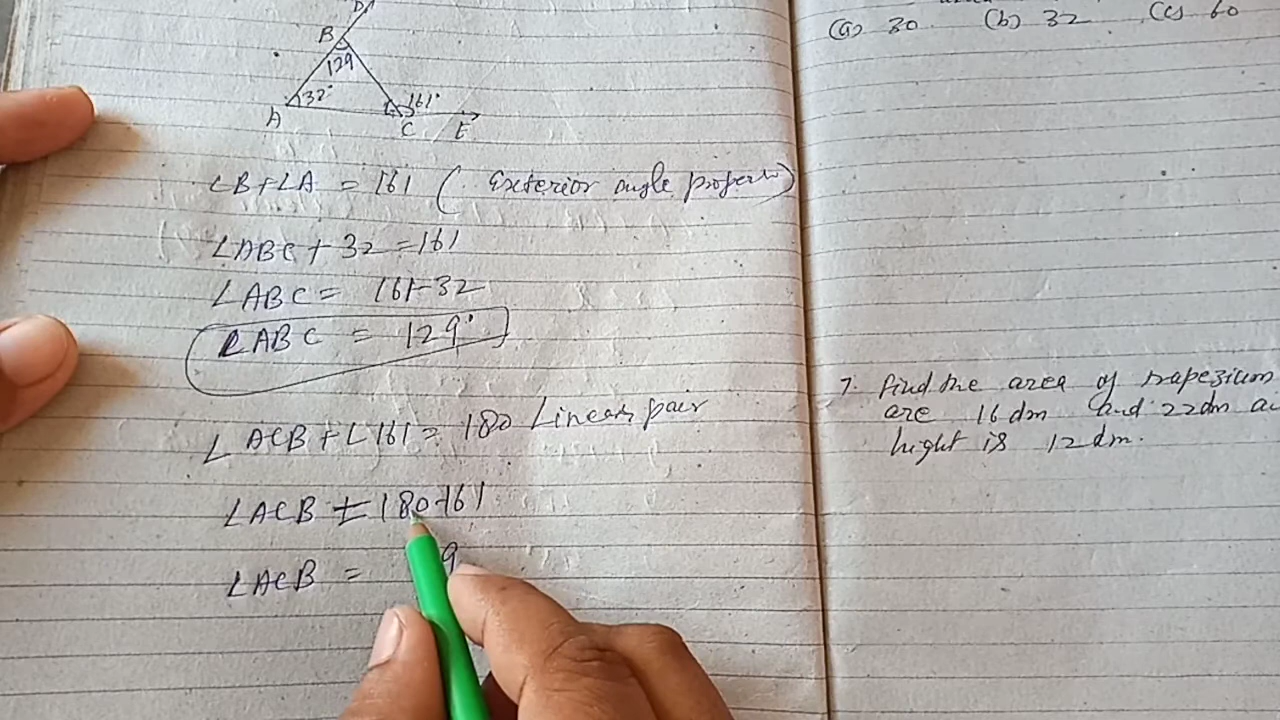 D
B
129
A 32°
161°
C E
∠B+∠A = 161 ( Exterior angle property)
∠ABC + 32 = 161
∠ABC = 161-32
∠ABC = 129°
∠ACB + ∠161 = 180 Linear pair
∠ACB = 180-161
∠ACB = 9
(a) 30 (b) 32 (c) 60
7. find the area of trapezium
are 16 dm and 22dm
hight is 12 dm.